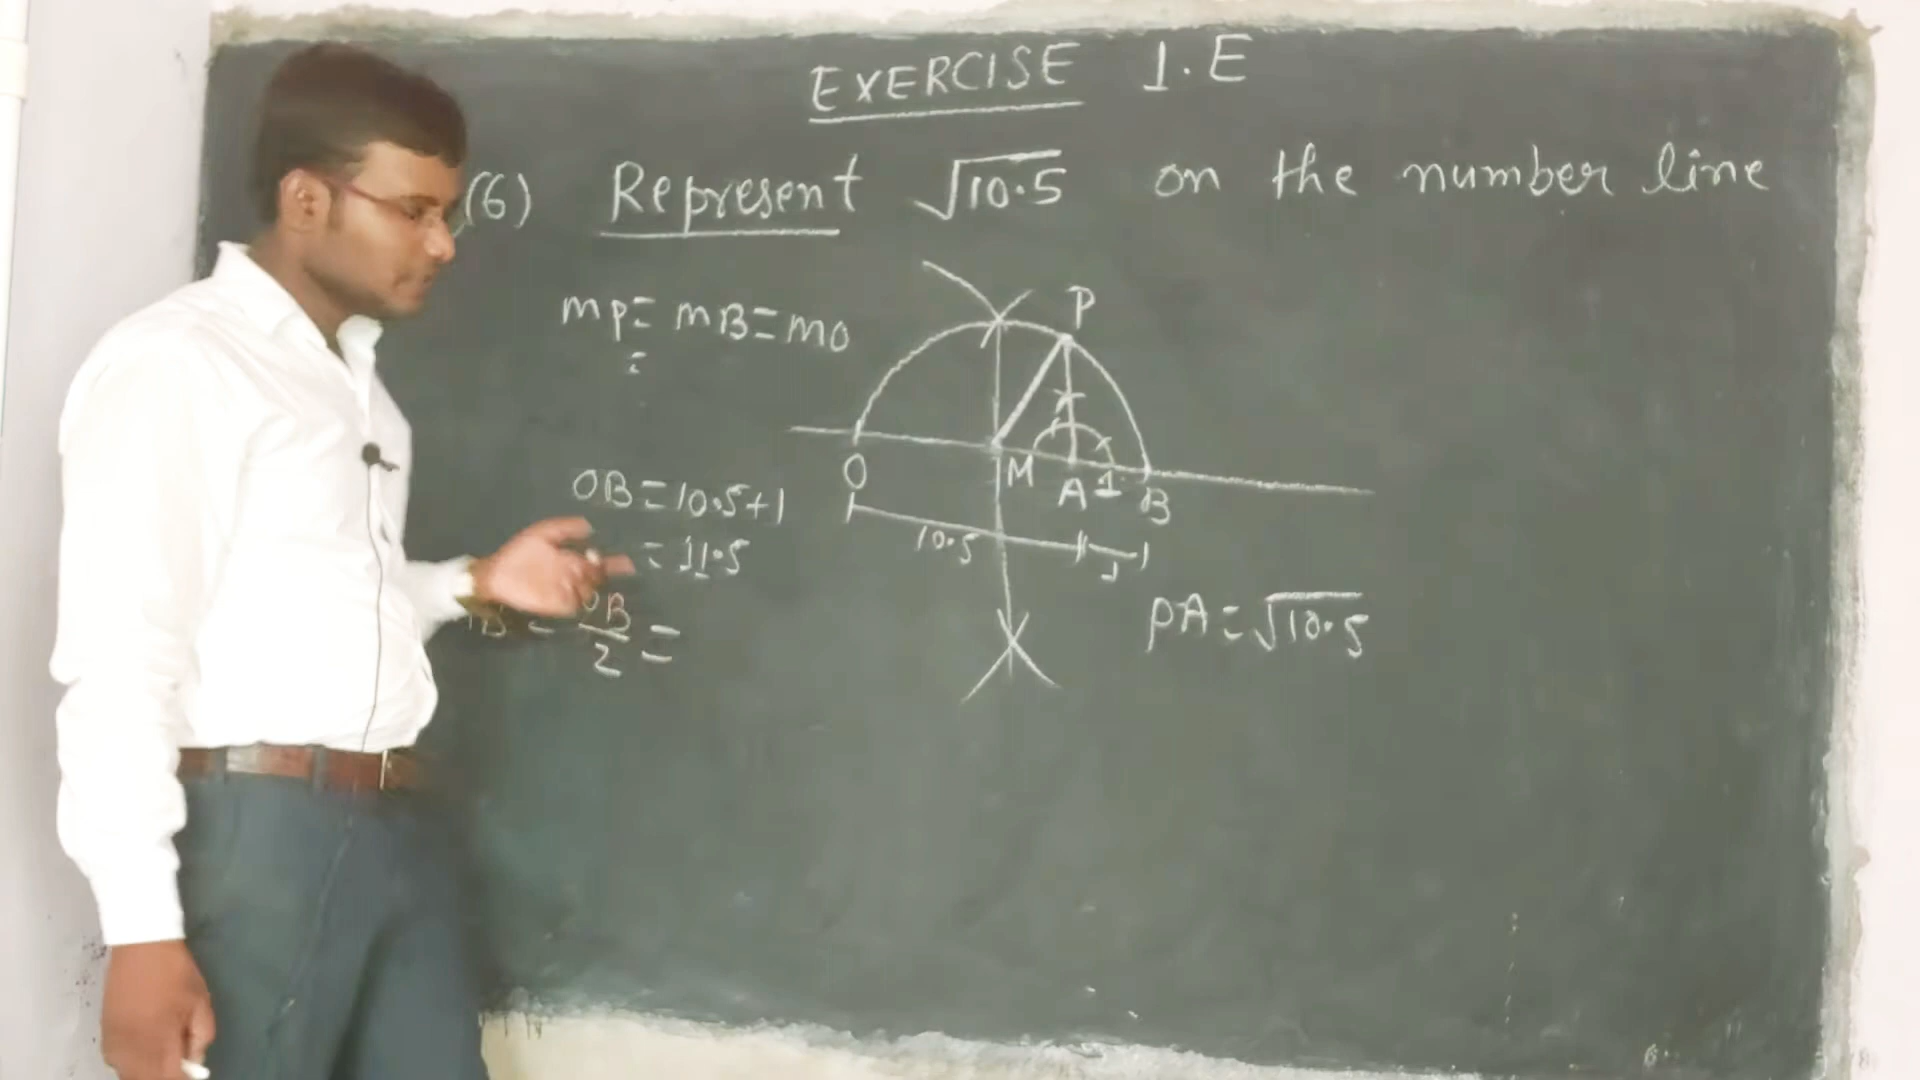 EXERCISE 1.E
(6) Represent √10.5 on the number line
MP = MB = MO
=
P
O M A 1 B
OB = 10.5+1
= 11.5
10.5 1
B = OB/2 =
PA = √10.5